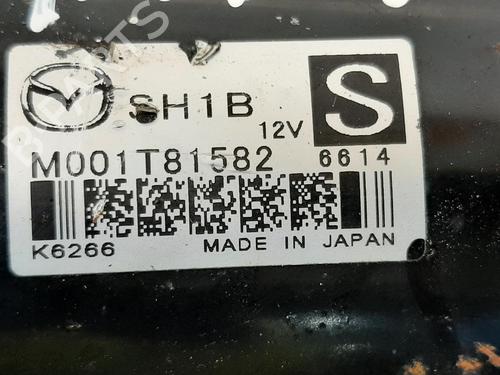 SH1B 12V S
M001T81582 6614
K6266 MADE IN JAPAN